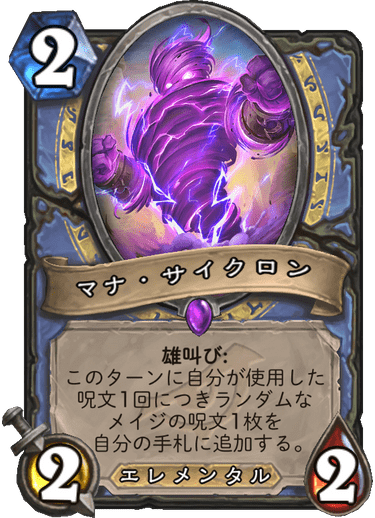 2
マナ・サイクロン
雄叫び:
このターンに自分が使用した
呪文1回につきランダムな
メイジの呪文1枚を
自分の手札に追加する。
2
エレメンタル
2